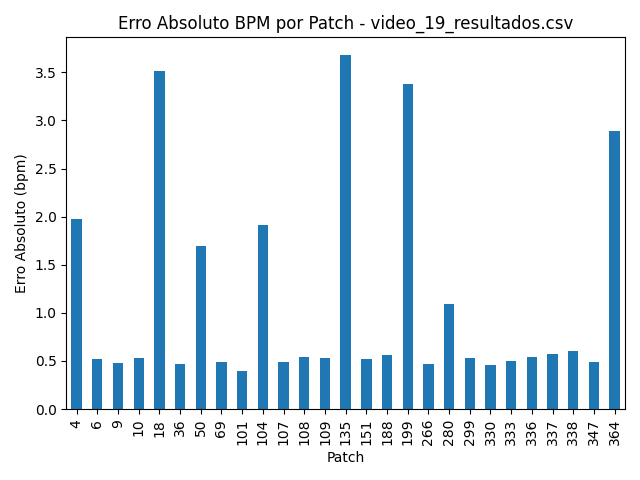 Erro Absoluto BPM por Patch - video_19_resultados.csv
Erro Absoluto (bpm)
3.5
3.0
2.5
2.0
1.5
1.0
0.5
0.0
4 6 9 10 18 36 50 69 101 104 107 108 109 135 151 188 199 266 280 299 330 333 336 337 338 347 364
Patch